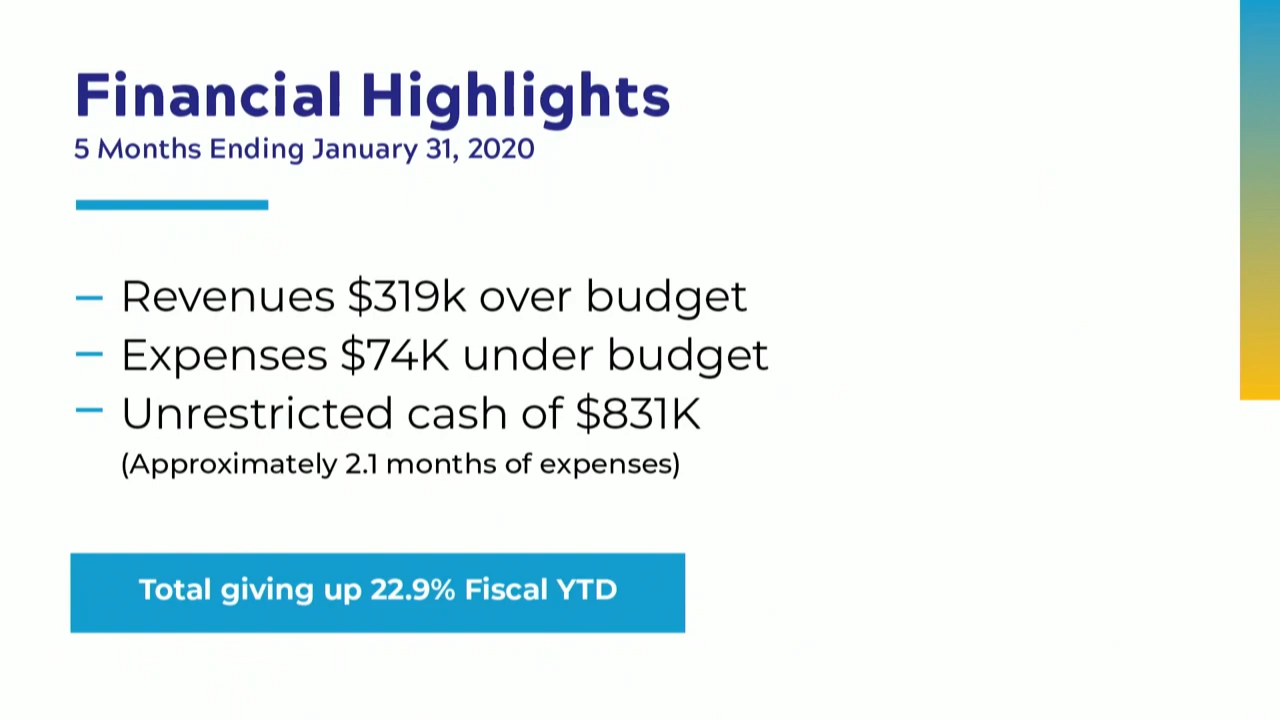 Financial Highlights
5 Months Ending January 31, 2020
– Revenues $319k over budget
– Expenses $74K under budget
– Unrestricted cash of $831K
(Approximately 2.1 months of expenses)
Total giving up 22.9% Fiscal YTD